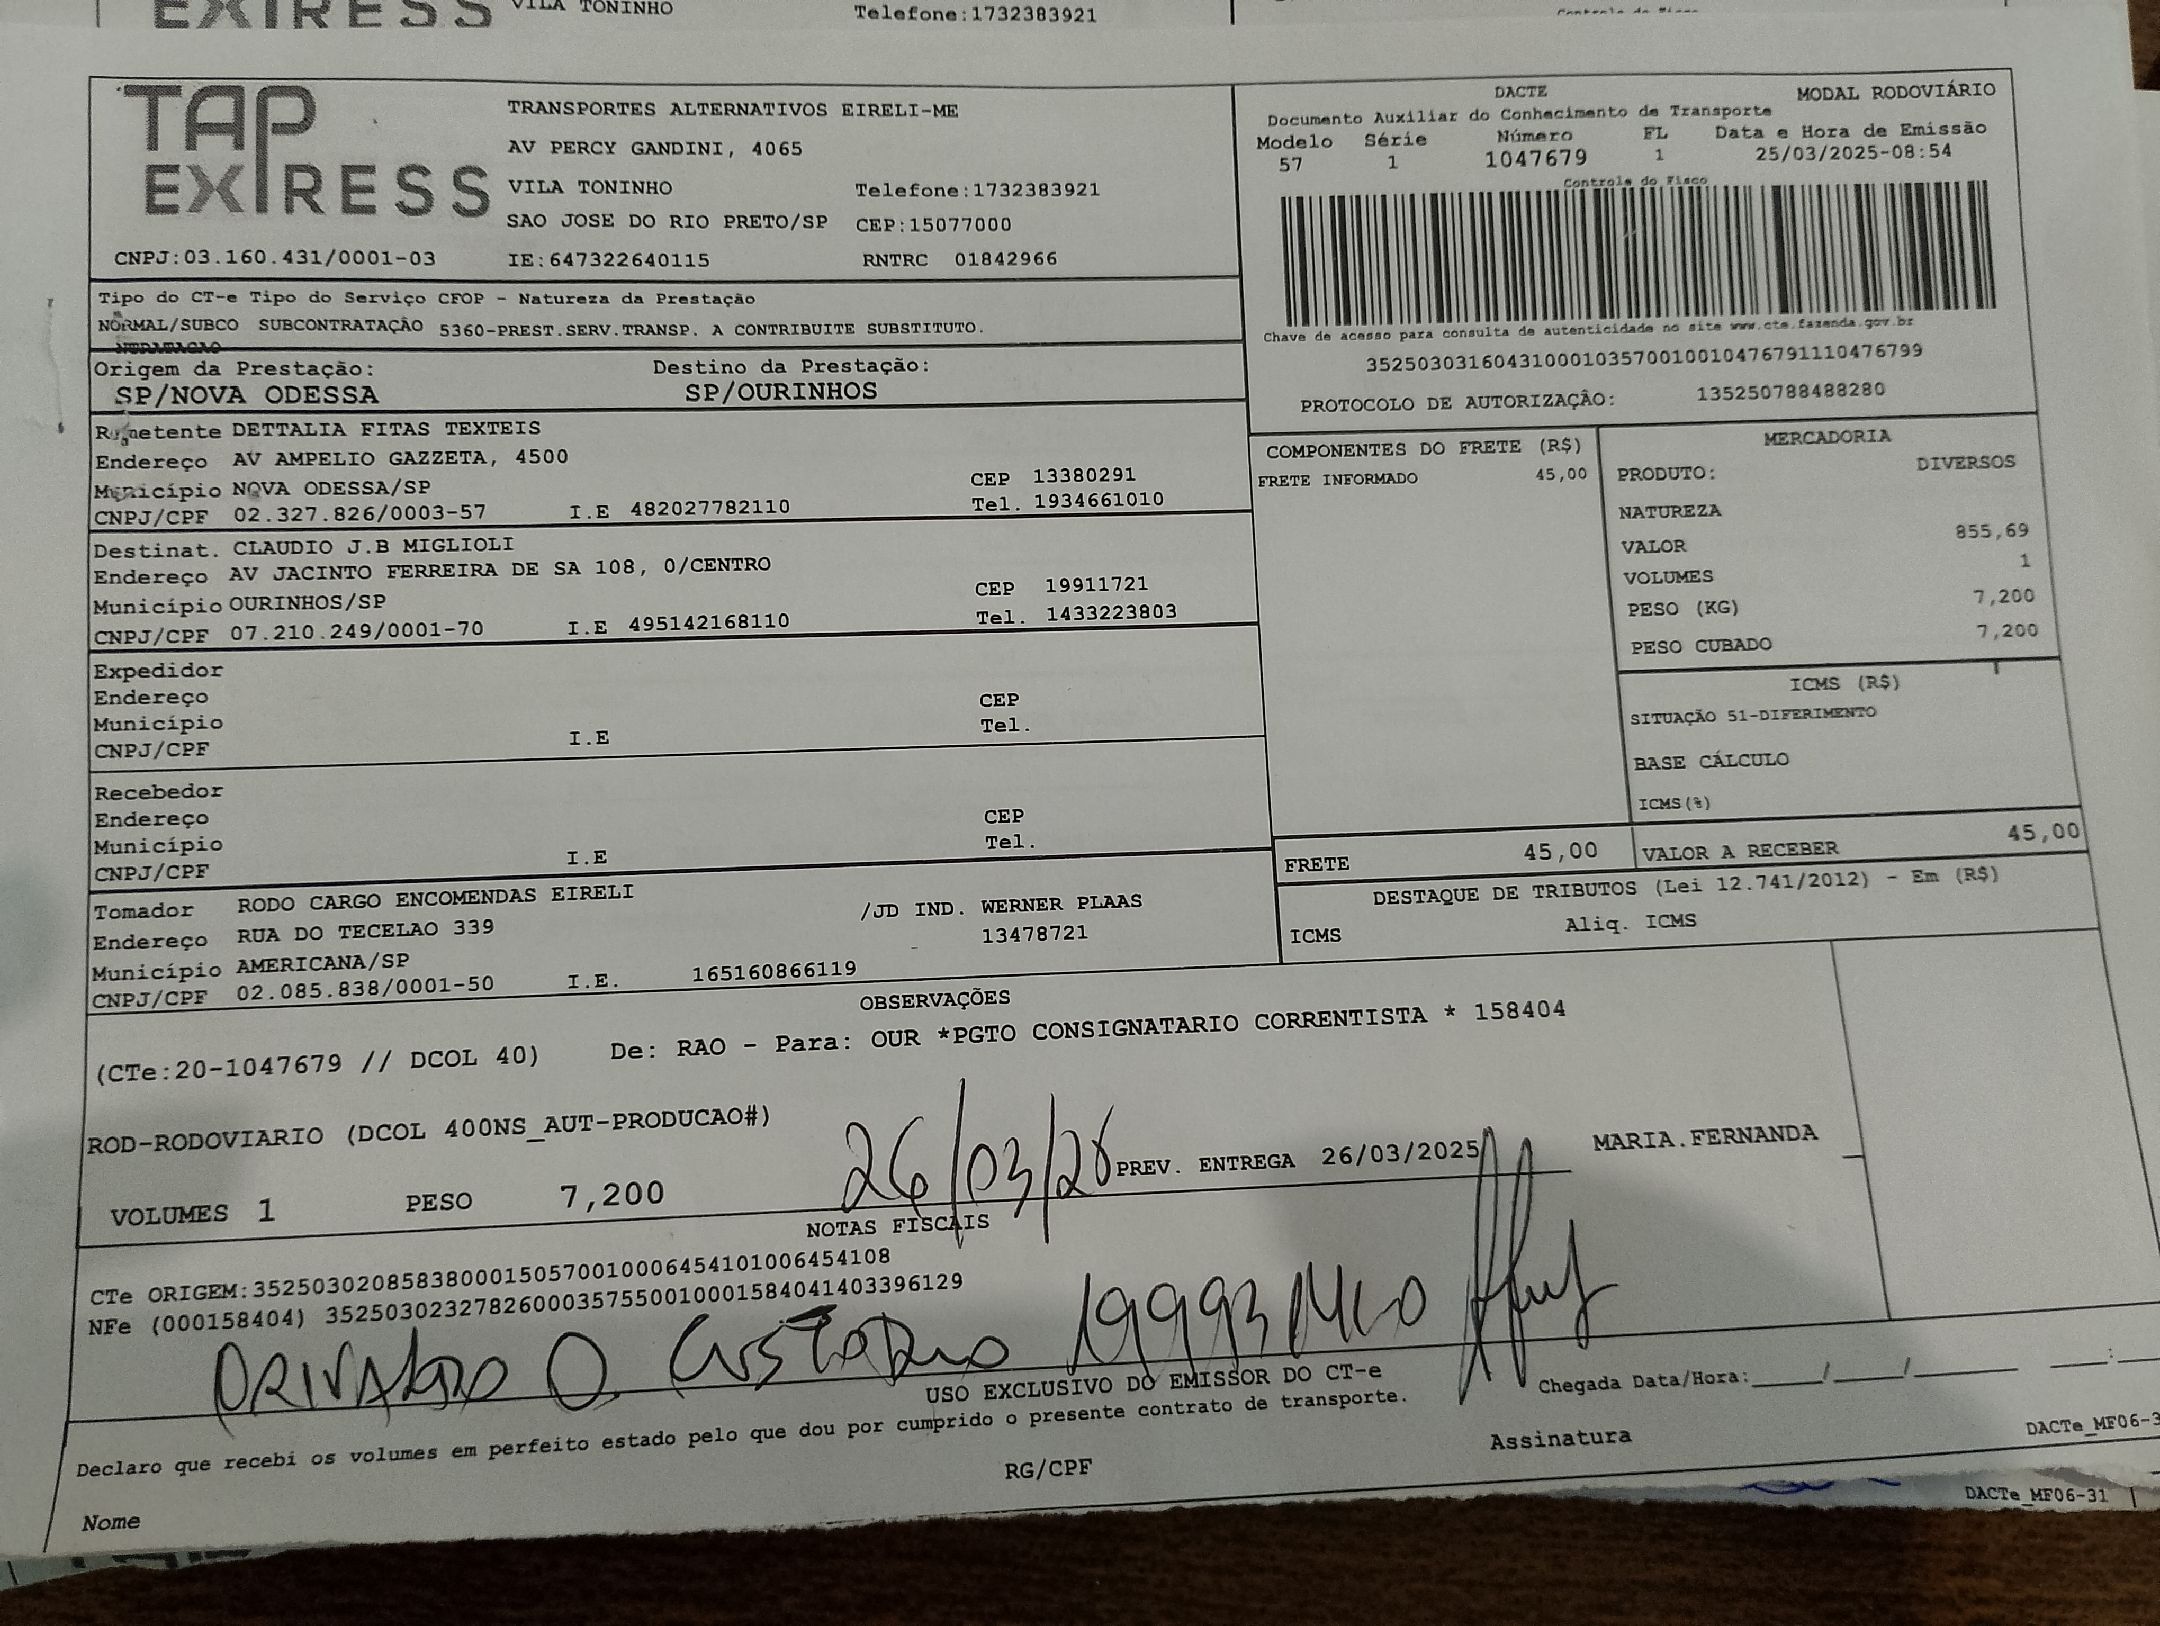 EXPRESS VILA TONINHO Telefone:1732383921
TAP EXPRESS
TRANSPORTES ALTERNATIVOS EIRELI-ME
AV PERCY GANDINI, 4065
VILA TONINHO Telefone:1732383921
SAO JOSE DO RIO PRETO/SP CEP:15077000
CNPJ:03.160.431/0001-03 IE:647322640115 RNTRC 01842966
DACTE MODAL RODOVIÁRIO
Documento Auxiliar do Conhecimento de Transporte
Modelo Série Número FL Data e Hora de Emissão
57 1 1047679 1 25/03/2025-08:54
Controle do Fisco
Chave de acesso para consulta de autenticidade no site www.cte.fazenda.gov.br
35250303160431000103570010010476791110476799
PROTOCOLO DE AUTORIZAÇÂO: 135250788488280
Tipo do CT-e Tipo do Serviço CFOP - Natureza da Prestação
NORMAL/SUBCO SUBCONTRATAÇÃO 5360-PREST.SERV.TRANSP. A CONTRIBUITE SUBSTITUTO.
Origem da Prestação: Destino da Prestação:
SP/NOVA ODESSA SP/OURINHOS
Remetente DETTALIA FITAS TEXTEIS
Endereço AV AMPELIO GAZZETA, 4500
Município NOVA ODESSA/SP CEP 13380291
CNPJ/CPF 02.327.826/0003-57 I.E 482027782110 Tel. 1934661010
Destinat. CLAUDIO J.B MIGLIOLI
Endereço AV JACINTO FERREIRA DE SA 108, 0/CENTRO
Município OURINHOS/SP CEP 19911721
CNPJ/CPF 07.210.249/0001-70 I.E 495142168110 Tel. 1433223803
Expedidor
Endereço
Município CEP
CNPJ/CPF I.E Tel.
Recebedor
Endereço
Município CEP
CNPJ/CPF I.E Tel.
Tomador RODO CARGO ENCOMENDAS EIRELI
Endereço RUA DO TECELAO 339 /JD IND. WERNER PLAAS
Município AMERICANA/SP 13478721
CNPJ/CPF 02.085.838/0001-50 I.E. 165160866119
COMPONENTES DO FRETE (R$)
FRETE INFORMADO 45,00
MERCADORIA
PRODUTO: DIVERSOS
NATUREZA
VALOR 855,69
VOLUMES 1
PESO (KG) 7,200
PESO CUBADO 7,200
ICMS (R$)
SITUAÇÃO 51-DIFERIMENTO
BASE CÁLCULO
ICMS(%)
FRETE 45,00 VALOR A RECEBER 45,00
DESTAQUE DE TRIBUTOS (Lei 12.741/2012) - Em (R$)
ICMS Aliq. ICMS
OBSERVAÇÕES
(CTe:20-1047679 // DCOL 40) De: RAO - Para: OUR *PGTO CONSIGNATARIO CORRENTISTA * 158404
ROD-RODOVIARIO (DCOL 400NS_AUT-PRODUCAO#)
26/03/ PREV. ENTREGA 26/03/2025 MARIA.FERNANDA
VOLUMES 1 PESO 7,200
NOTAS FISCAIS
CTe ORIGEM:35250302085838000150570010006454101006454108
NFe (000158404) 35250302327826000357550010001584041403396129
ORIVALDO O. CUSTODIO
USO EXCLUSIVO DO EMISSOR DO CT-e
Chegada Data/Hora:____/____/____ ___:___
Declaro que recebi os volumes em perfeito estado pelo que dou por cumprido o presente contrato de transporte.
Nome RG/CPF Assinatura
DACTe_MF06-3
DACTe_MF06-31